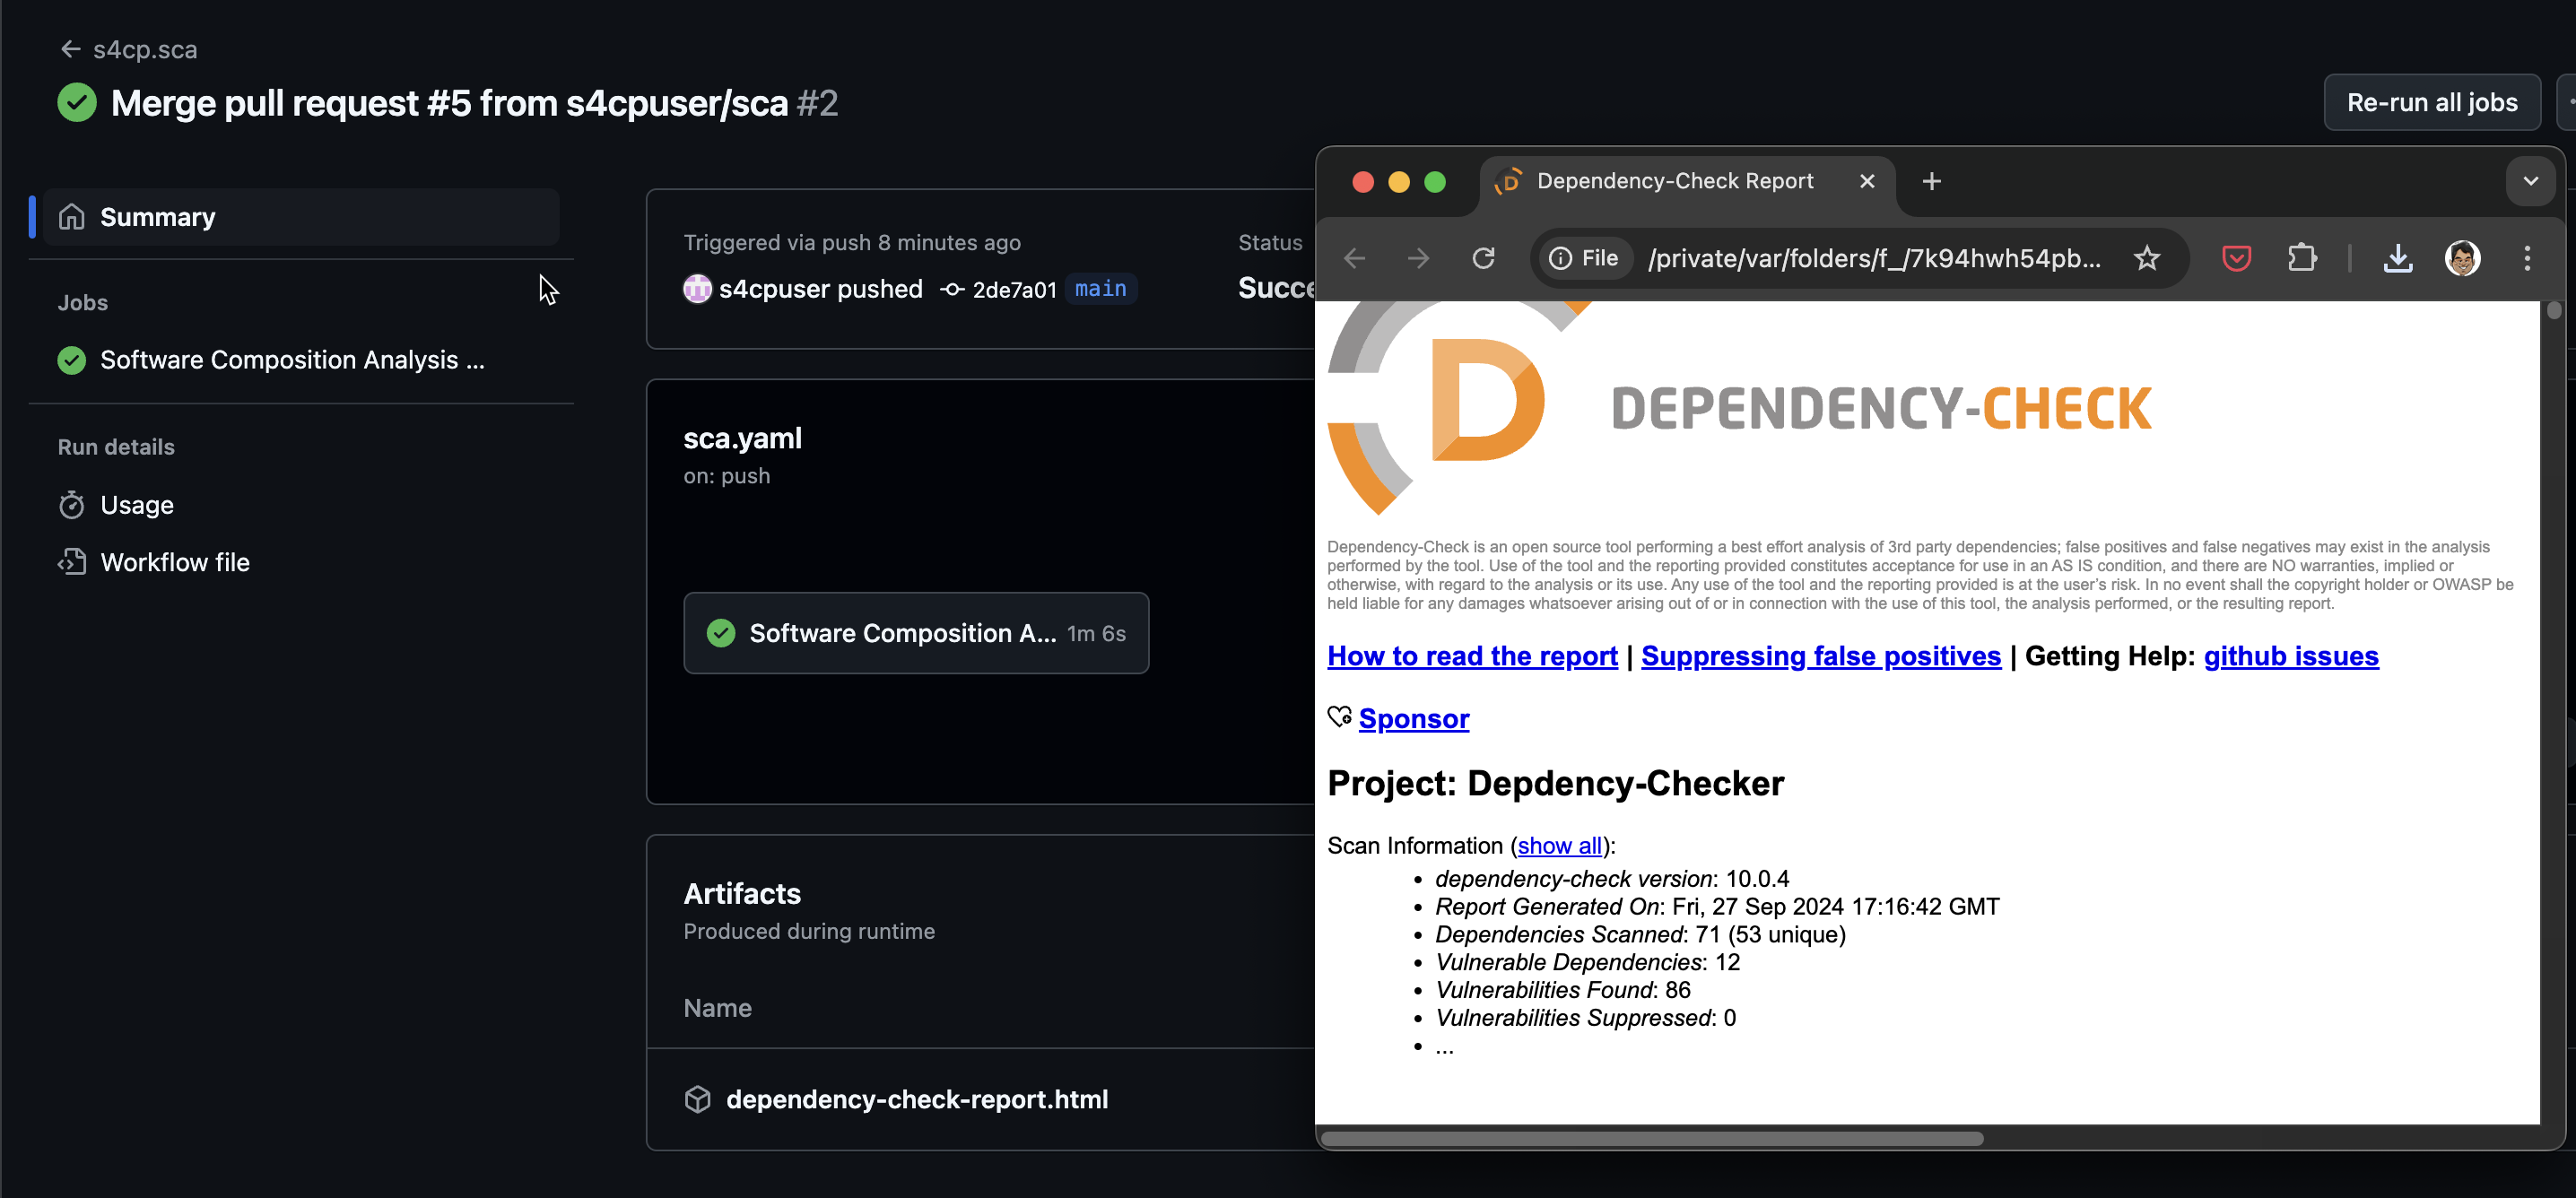 s4cp.sca
Merge pull request #5 from s4cpuser/sca #2
Re-run all jobs
Summary
Jobs
Software Composition Analysis ...
Run details
Usage
Workflow file
Triggered via push 8 minutes ago
s4cpuser pushed 2de7a01 main
Status
Succe
sca.yaml
on: push
Software Composition A... 1m 6s
Artifacts
Produced during runtime
Name
dependency-check-report.html
Dependency-Check Report
File /private/var/folders/f_/7k94hwh54pb...
DEPENDENCY-CHECK
Dependency-Check is an open source tool performing a best effort analysis of 3rd party dependencies; false positives and false negatives may exist in the analysis
performed by the tool. Use of the tool and the reporting provided constitutes acceptance for use in an AS IS condition, and there are NO warranties, implied or
otherwise, with regard to the analysis or its use. Any use of the tool and the reporting provided is at the user’s risk. In no event shall the copyright holder or OWASP be
held liable for any damages whatsoever arising out of or in connection with the use of this tool, the analysis performed, or the resulting report.
How to read the report | Suppressing false positives | Getting Help: github issues
Sponsor
Project: Depdency-Checker
Scan Information (show all):
• dependency-check version: 10.0.4
• Report Generated On: Fri, 27 Sep 2024 17:16:42 GMT
• Dependencies Scanned: 71 (53 unique)
• Vulnerable Dependencies: 12
• Vulnerabilities Found: 86
• Vulnerabilities Suppressed: 0
• ...